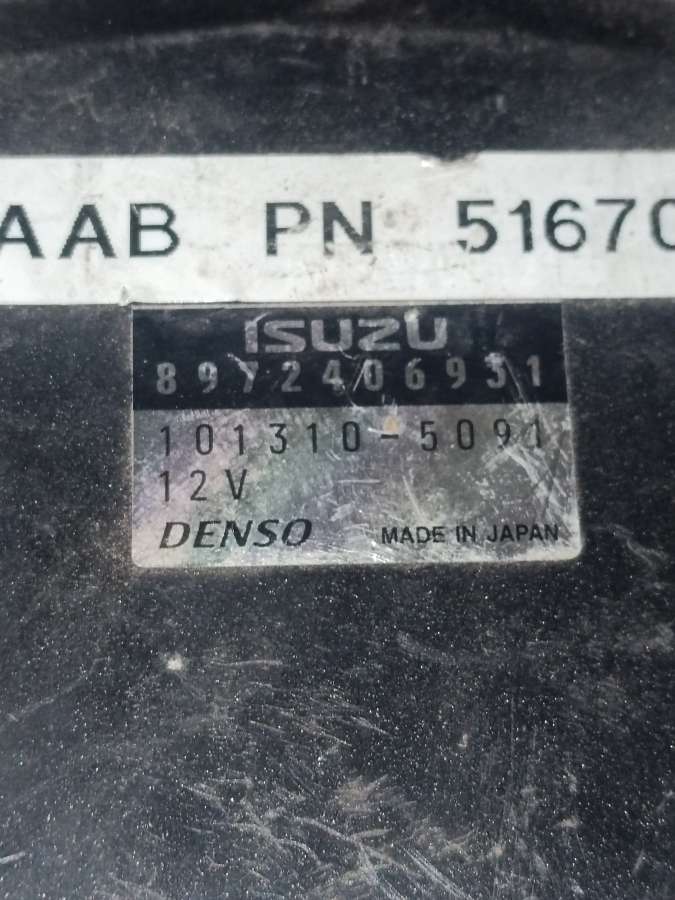 AAB PN 5167
ISUZU
8972406931
101310-5091
12V
DENSO MADE IN JAPAN